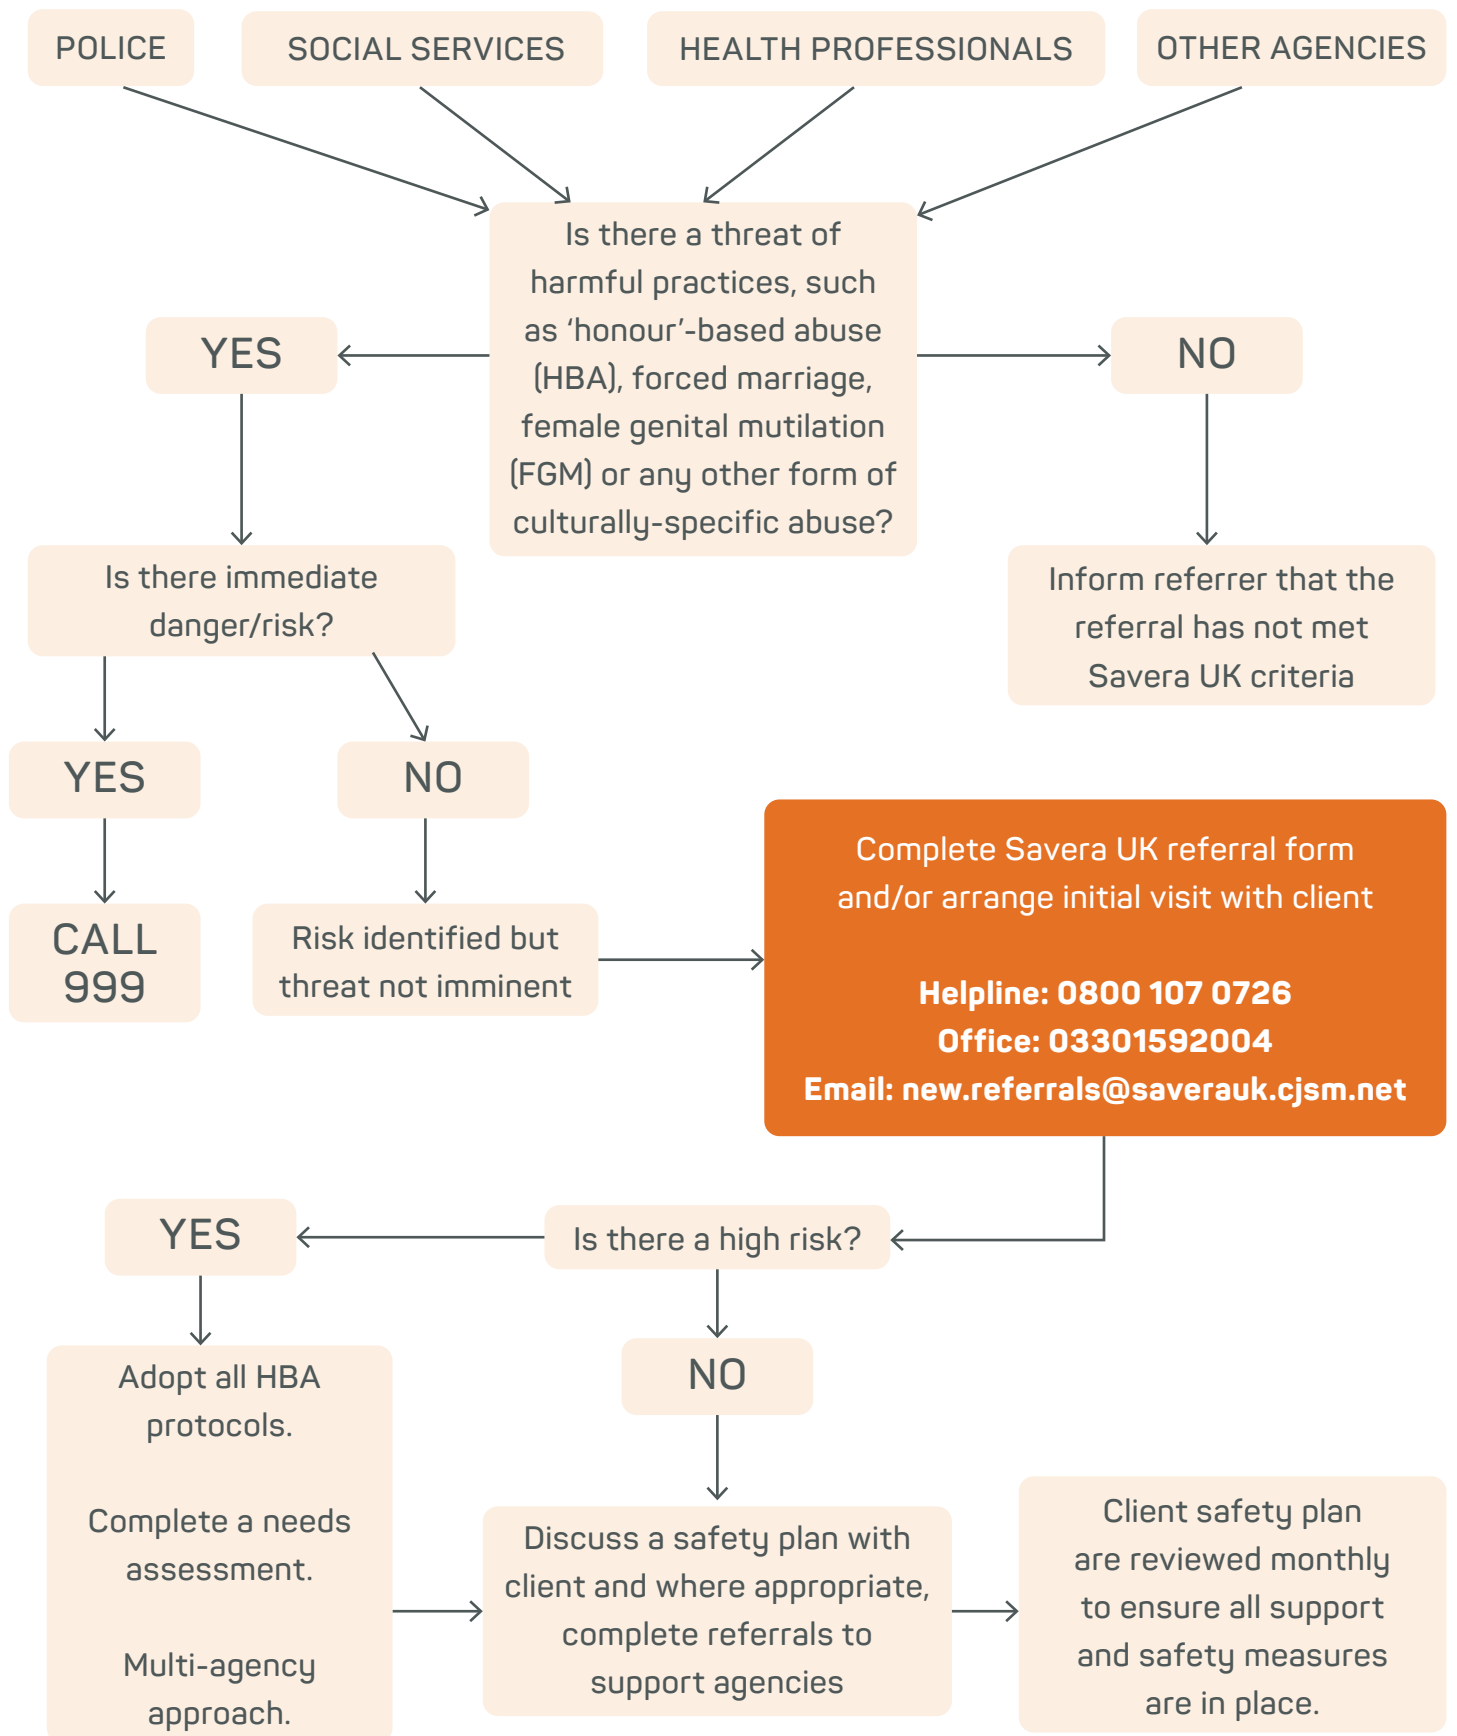 POLICE
SOCIAL SERVICES
HEALTH PROFESSIONALS
OTHER AGENCIES
Is there a threat of
harmful practices, such
as ‘honour’-based abuse
(HBA), forced marriage,
female genital mutilation
(FGM) or any other form of
culturally-specific abuse?
YES
NO
Is there immediate
danger/risk?
Inform referrer that the
referral has not met
Savera UK criteria
YES
NO
CALL
999
Risk identified but
threat not imminent
Complete Savera UK referral form
and/or arrange initial visit with client
Helpline: 0800 107 0726
Office: 03301592004
Email: new.referrals@saverauk.cjsm.net
Is there a high risk?
YES
NO
Adopt all HBA
protocols.
Complete a needs
assessment.
Multi-agency
approach.
Discuss a safety plan with
client and where appropriate,
complete referrals to
support agencies
Client safety plan
are reviewed monthly
to ensure all support
and safety measures
are in place.